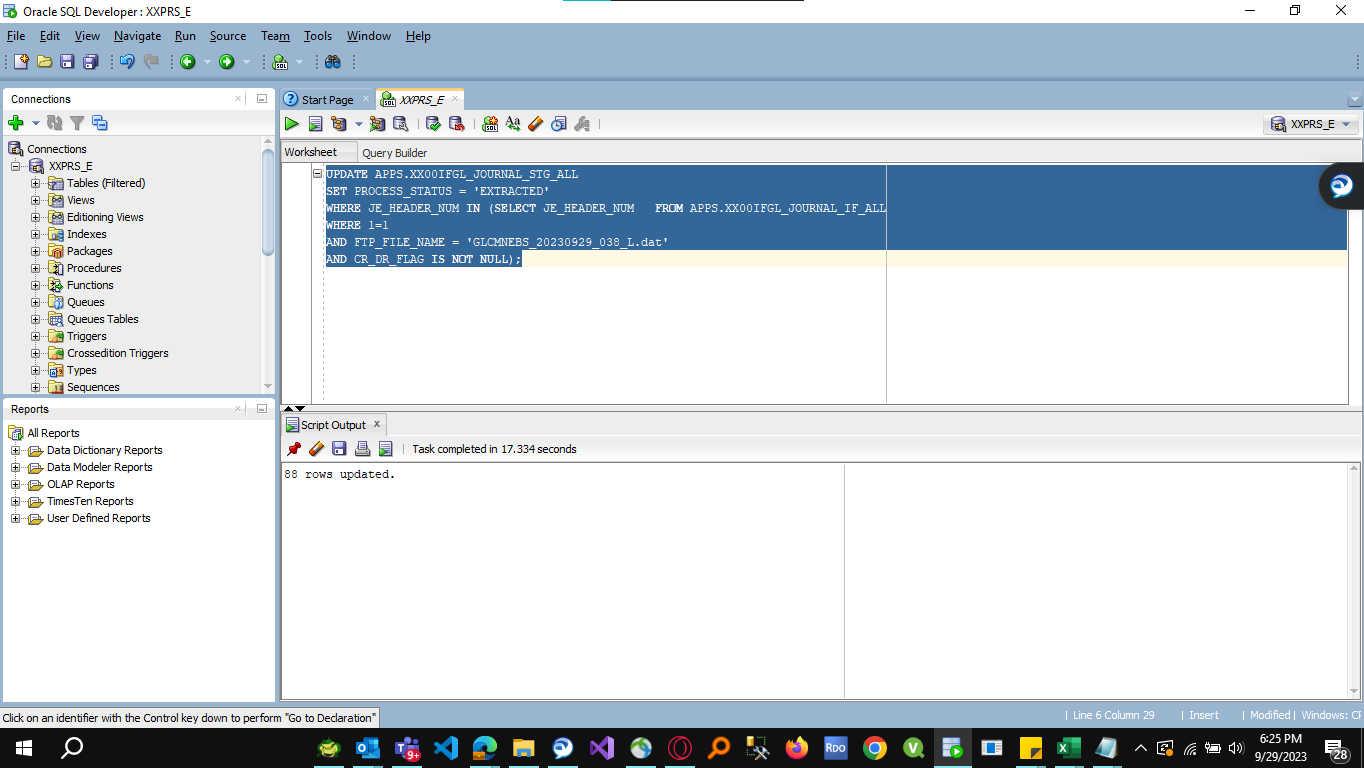 Oracle SQL Developer : XXPRS_E
File Edit View Navigate Run Source Team Tools Window Help
Connections
Connections
XXPRS_E
Tables (Filtered)
Views
Editioning Views
Indexes
Packages
Procedures
Functions
Queues
Queues Tables
Triggers
Crossedition Triggers
Types
Sequences
Reports
All Reports
Data Dictionary Reports
Data Modeler Reports
OLAP Reports
TimesTen Reports
User Defined Reports
Start Page XXPRS_E
XXPRS_E
Worksheet Query Builder
UPDATE APPS.XX00IFGL_JOURNAL_STG_ALL
SET PROCESS_STATUS = 'EXTRACTED'
WHERE JE_HEADER_NUM IN (SELECT JE_HEADER_NUM FROM APPS.XX00IFGL_JOURNAL_IF_ALL
WHERE 1=1
AND FTP_FILE_NAME = 'GLCMNEBS_20230929_038_L.dat'
AND CR_DR_FLAG IS NOT NULL);
Script Output
Task completed in 17.334 seconds
88 rows updated.
Click on an identifier with the Control key down to perform "Go to Declaration"
Line 6 Column 29 Insert Modified Windows: CF
9+
RDO
6:25 PM
9/29/2023
28